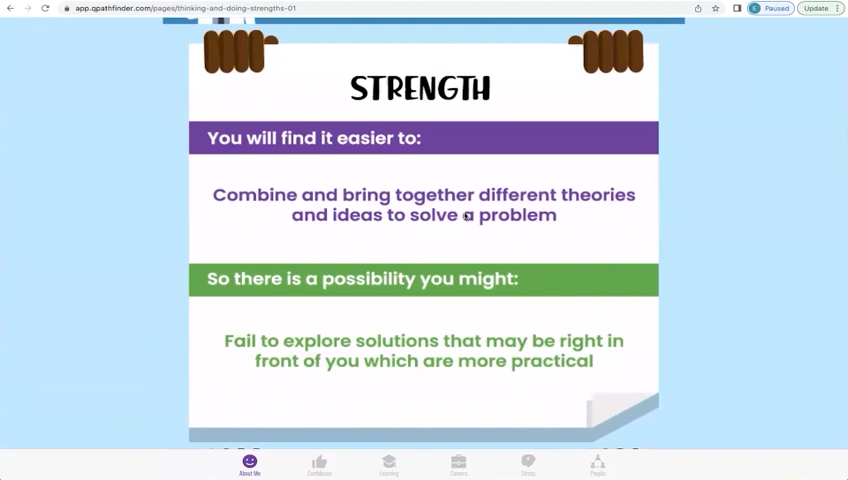 app.qpathfinder.com/pages/thinking-and-doing-strengths-01
E Paused
Update
STRENGTH
You will find it easier to:
Combine and bring together different theories
and ideas to solve a problem
So there is a possibility you might:
Fail to explore solutions that may be right in
front of you which are more practical
About Me
Confidence
Learning
Careers
Stress
People